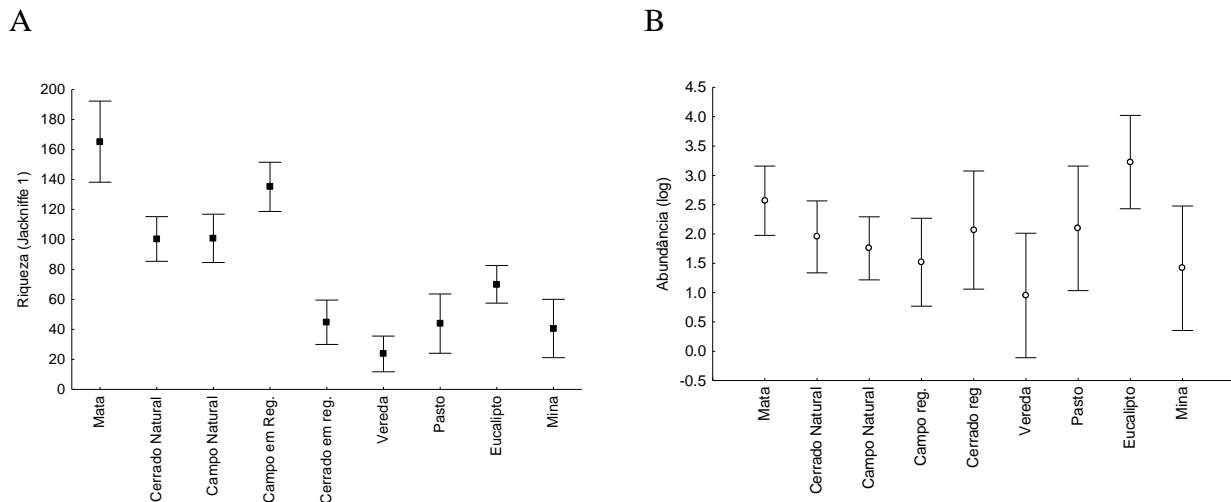 A
B
Riqueza (Jackniffe 1)
200
180
160
140
120
100
80
60
40
20
0
Mata
Cerrado Natural
Campo Natural
Campo em Reg.
Cerrado em reg.
Vereda
Pasto
Eucalipto
Mina
Abundância (log)
4.5
4.0
3.5
3.0
2.5
2.0
1.5
1.0
0.5
0.0
-0.5
Mata
Cerrado Natural
Campo Natural
Campo reg.
Cerrado reg
Vereda
Pasto
Eucalipto
Mina